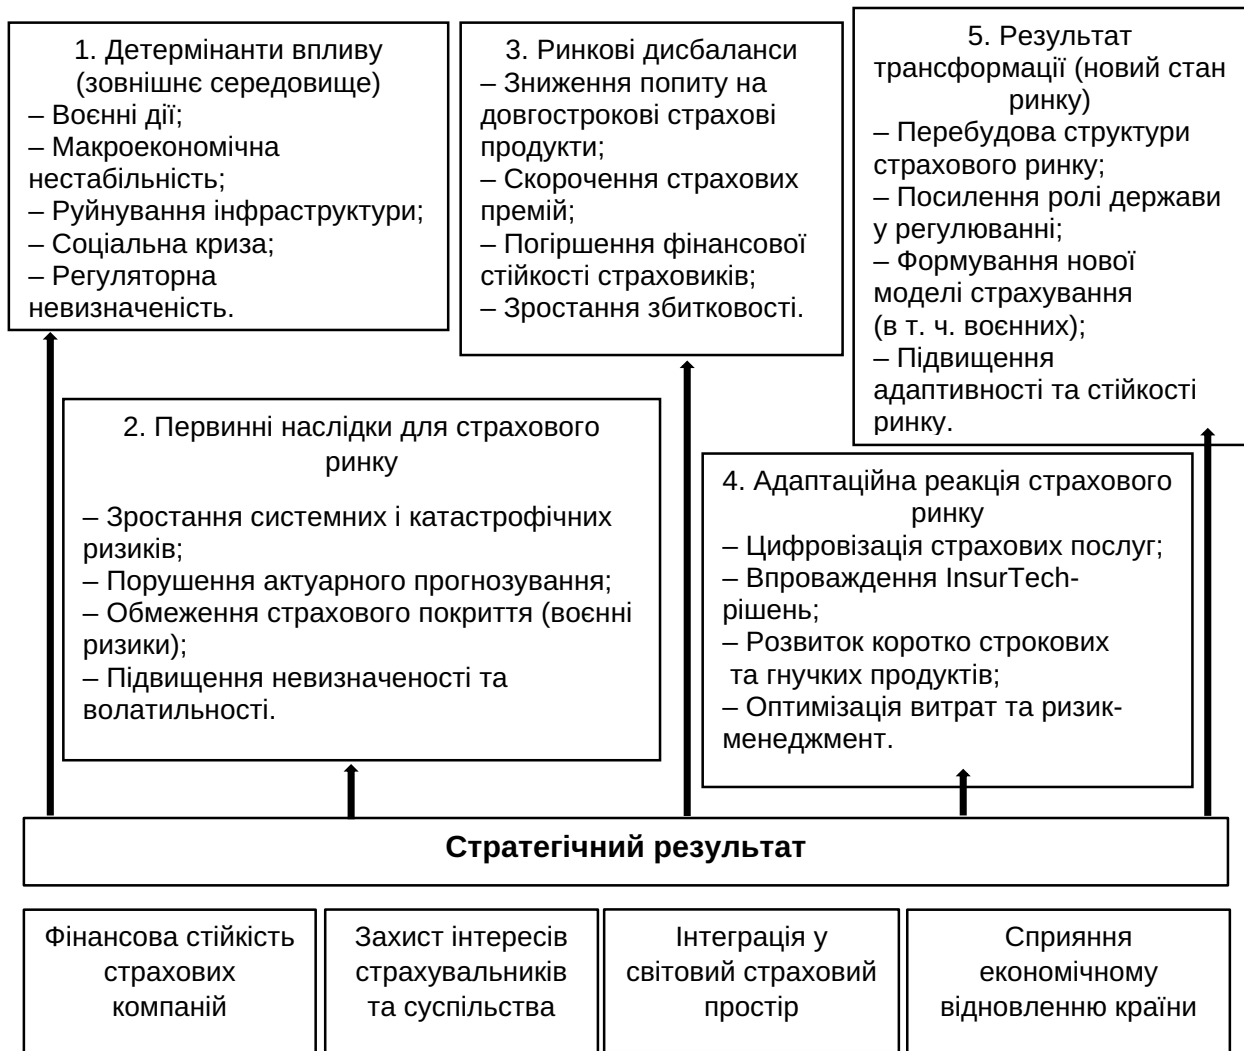 1. Детермінанти впливу
(зовнішнє середовище)
– Воєнні дії;
– Макроекономічна
нестабільність;
– Руйнування інфраструктури;
– Соціальна криза;
– Регуляторна
невизначеність.
2. Первинні наслідки для страхового
ринку
– Зростання системних і катастрофічних
ризиків;
– Порушення актуарного прогнозування;
– Обмеження страхового покриття (воєнні
ризики);
– Підвищення невизначеності та
волатильності.
3. Ринкові дисбаланси
– Зниження попиту на
довгострокові страхові
продукти;
– Скорочення страхових
премій;
– Погіршення фінансової
стійкості страховиків;
– Зростання збитковості.
4. Адаптаційна реакція страхового
ринку
– Цифровізація страхових послуг;
– Впроваждення InsurTech-
рішень;
– Розвиток коротко строкових
та гнучких продуктів;
– Оптимізація витрат та ризик-
менеджмент.
5. Результат
трансформації (новий стан
ринку)
– Перебудова структури
страхового ринку;
– Посилення ролі держави
у регулюванні;
– Формування нової
моделі страхування
(в т. ч. воєнних);
– Підвищення
адаптивності та стійкості
ринку.
Стратегічний результат
Фінансова стійкість
страхових
компаній
Захист інтересів
страхувальників
та суспільства
Інтеграція у
світовий страховий
простір
Сприяння
економічному
відновленню країни